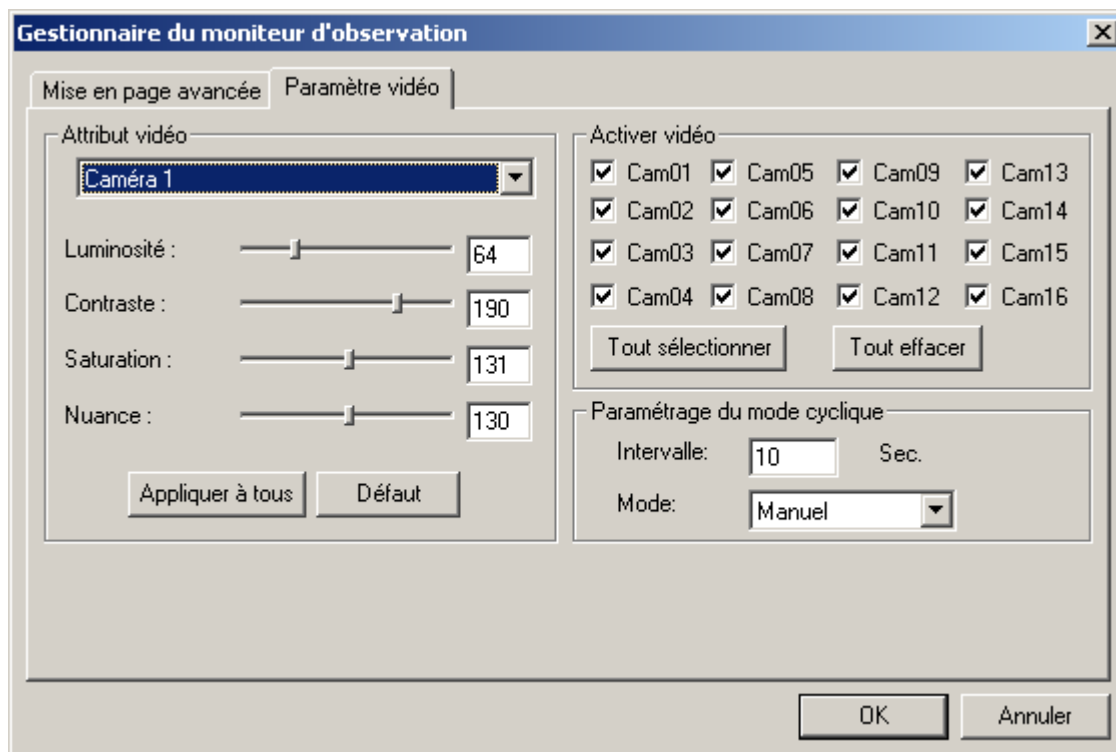 Gestionnaire du moniteur d'observation
Mise en page avancée
Paramètre vidéo
Attribut vidéo
Caméra 1
Luminosité :
64
Contraste :
190
Saturation :
131
Nuance :
130
Appliquer à tous
Défaut
Activer vidéo
Cam01 Cam05 Cam09 Cam13
Cam02 Cam06 Cam10 Cam14
Cam03 Cam07 Cam11 Cam15
Cam04 Cam08 Cam12 Cam16
Tout sélectionner
Tout effacer
Paramétrage du mode cyclique
Intervalle: 10 Sec.
Mode: Manuel
OK
Annuler